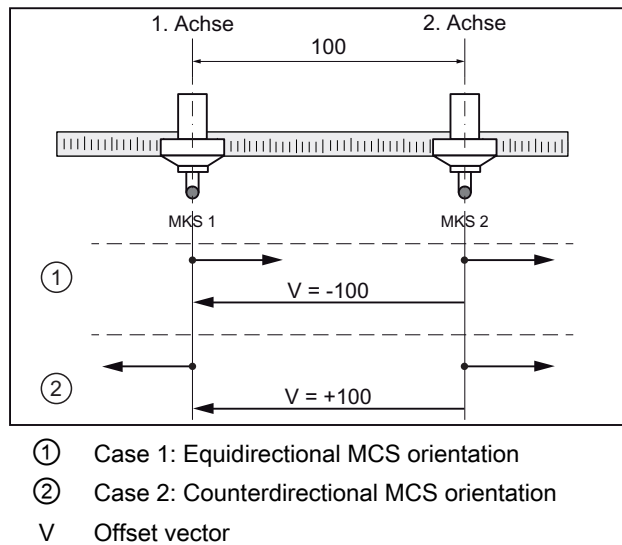 1. Achse 2. Achse
100
MKS 1 MKS 2
1
V = -100
2
V = +100
1 Case 1: Equidirectional MCS orientation
2 Case 2: Counterdirectional MCS orientation
V Offset vector